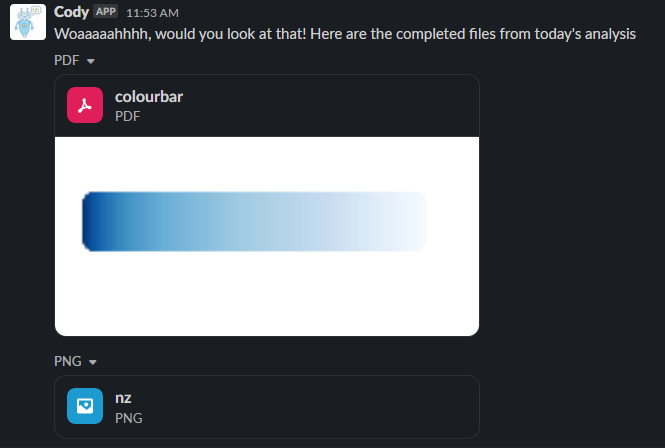 Cody APP 11:53 AM
Woaaaaahhhh, would you look at that! Here are the completed files from today's analysis
PDF
colourbar
PDF
PNG
nz
PNG